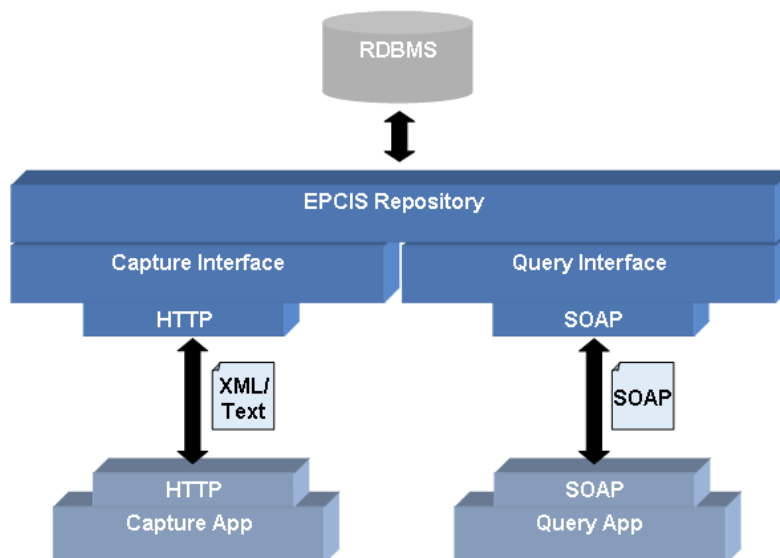 RDBMS
EPCIS Repository
Capture Interface
Query Interface
HTTP
SOAP
XML/
Text
SOAP
HTTP
SOAP
Capture App
Query App